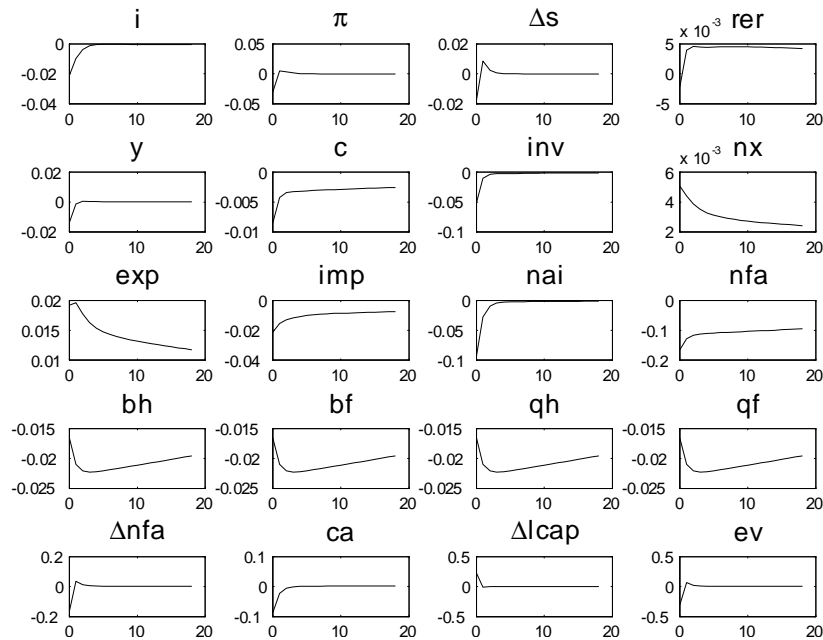 i π Δs rer
0 0.05 0.02 5 x 10 -3
-0.02 0 0 0
-0.04 -0.05 -0.02 -5
0 10 20 0 10 20 0 10 20 0 10 20
y c inv nx
0.02 0 0 6 x 10 -3
0 -0.005 -0.05 4
-0.02 -0.01 -0.1 2
0 10 20 0 10 20 0 10 20 0 10 20
exp imp nai nfa
0.02 0 0 0
0.015 -0.02 -0.05 -0.1
0.01 -0.04 -0.1 -0.2
0 10 20 0 10 20 0 10 20 0 10 20
bh bf qh qf
-0.015 -0.015 -0.015 -0.015
-0.02 -0.02 -0.02 -0.02
-0.025 -0.025 -0.025 -0.025
0 10 20 0 10 20 0 10 20 0 10 20
Δnfa ca Δlcap ev
0.2 0.1 0.5 0.5
0 0 0 0
-0.2 -0.1 -0.5 -0.5
0 10 20 0 10 20 0 10 20 0 10 20